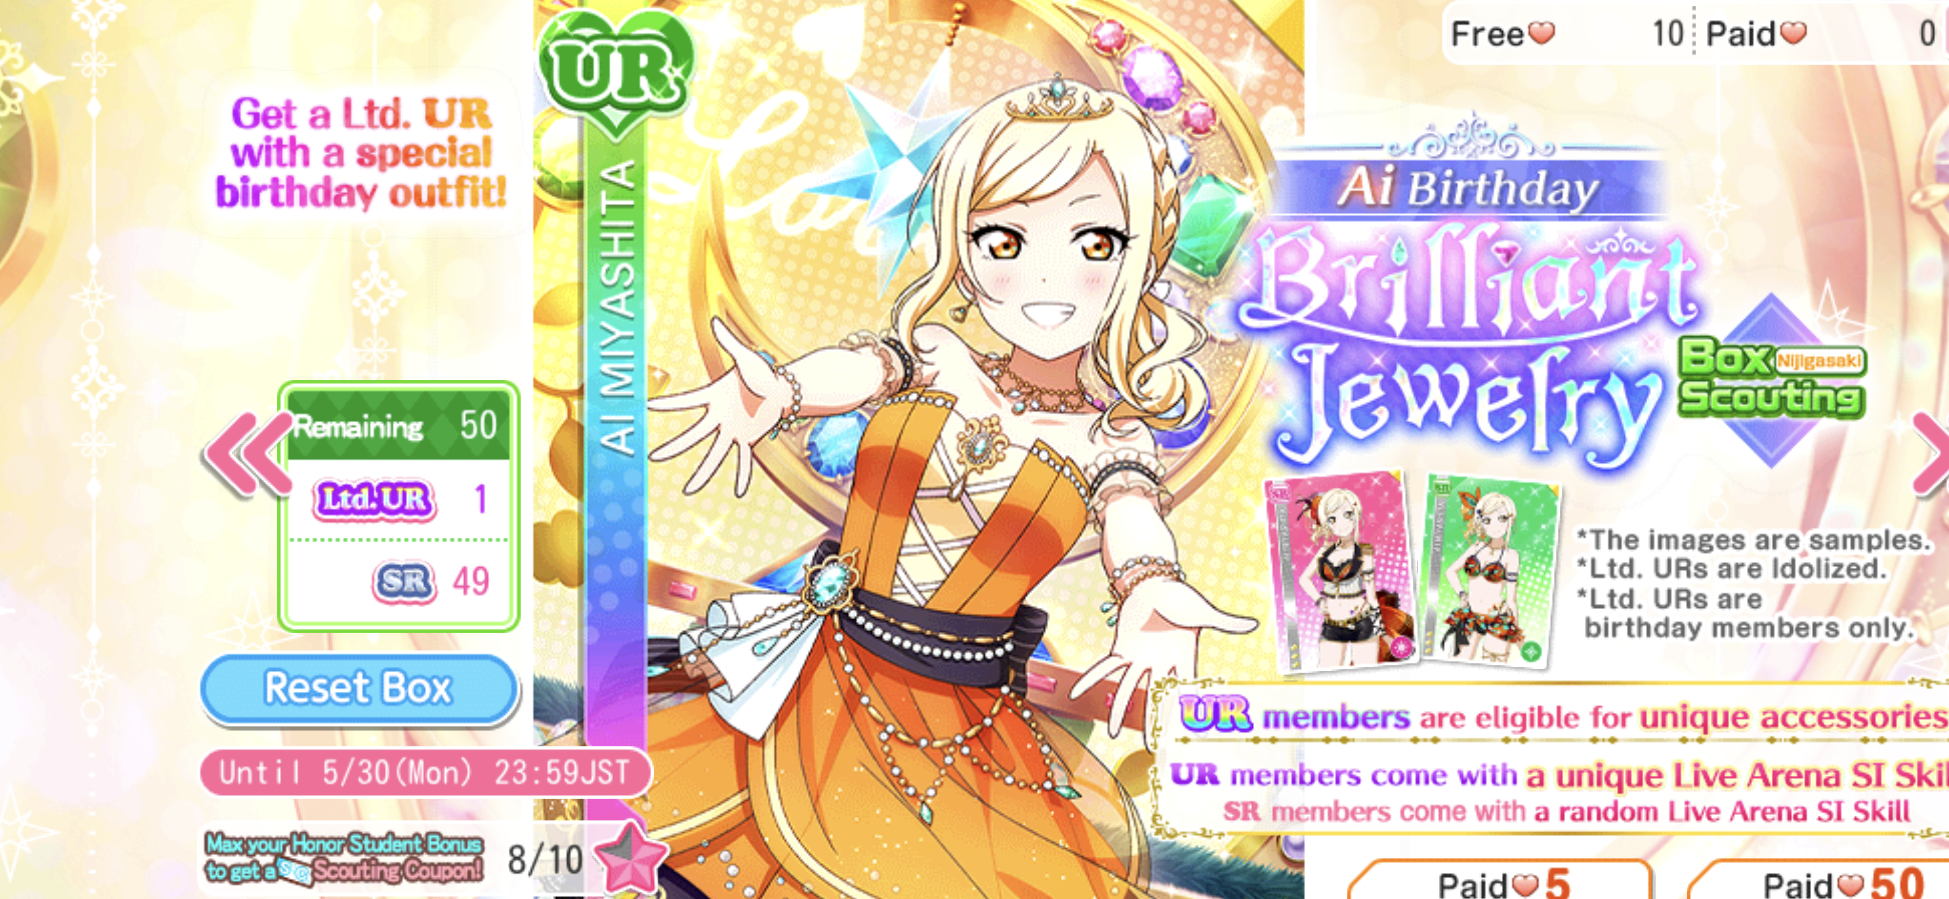 Free 10 Paid 0
Get a Ltd. UR
with a special
birthday outfit!
UR
AI MIYASHITA
Ai Birthday
Brilliant
Jewelry
Box Nijigasaki
Scouting
Remaining 50
Ltd.UR 1
SR 49
Reset Box
Until 5/30(Mon) 23:59JST
Max your Honor Student Bonus
to get a Scouting Coupon!
8/10
SR
SR
*The images are samples.
*Ltd. URs are Idolized.
*Ltd. URs are
birthday members only.
UR members are eligible for unique accessories
UR members come with a unique Live Arena SI Skil
SR members come with a random Live Arena SI Skill
Paid 5
Paid 50